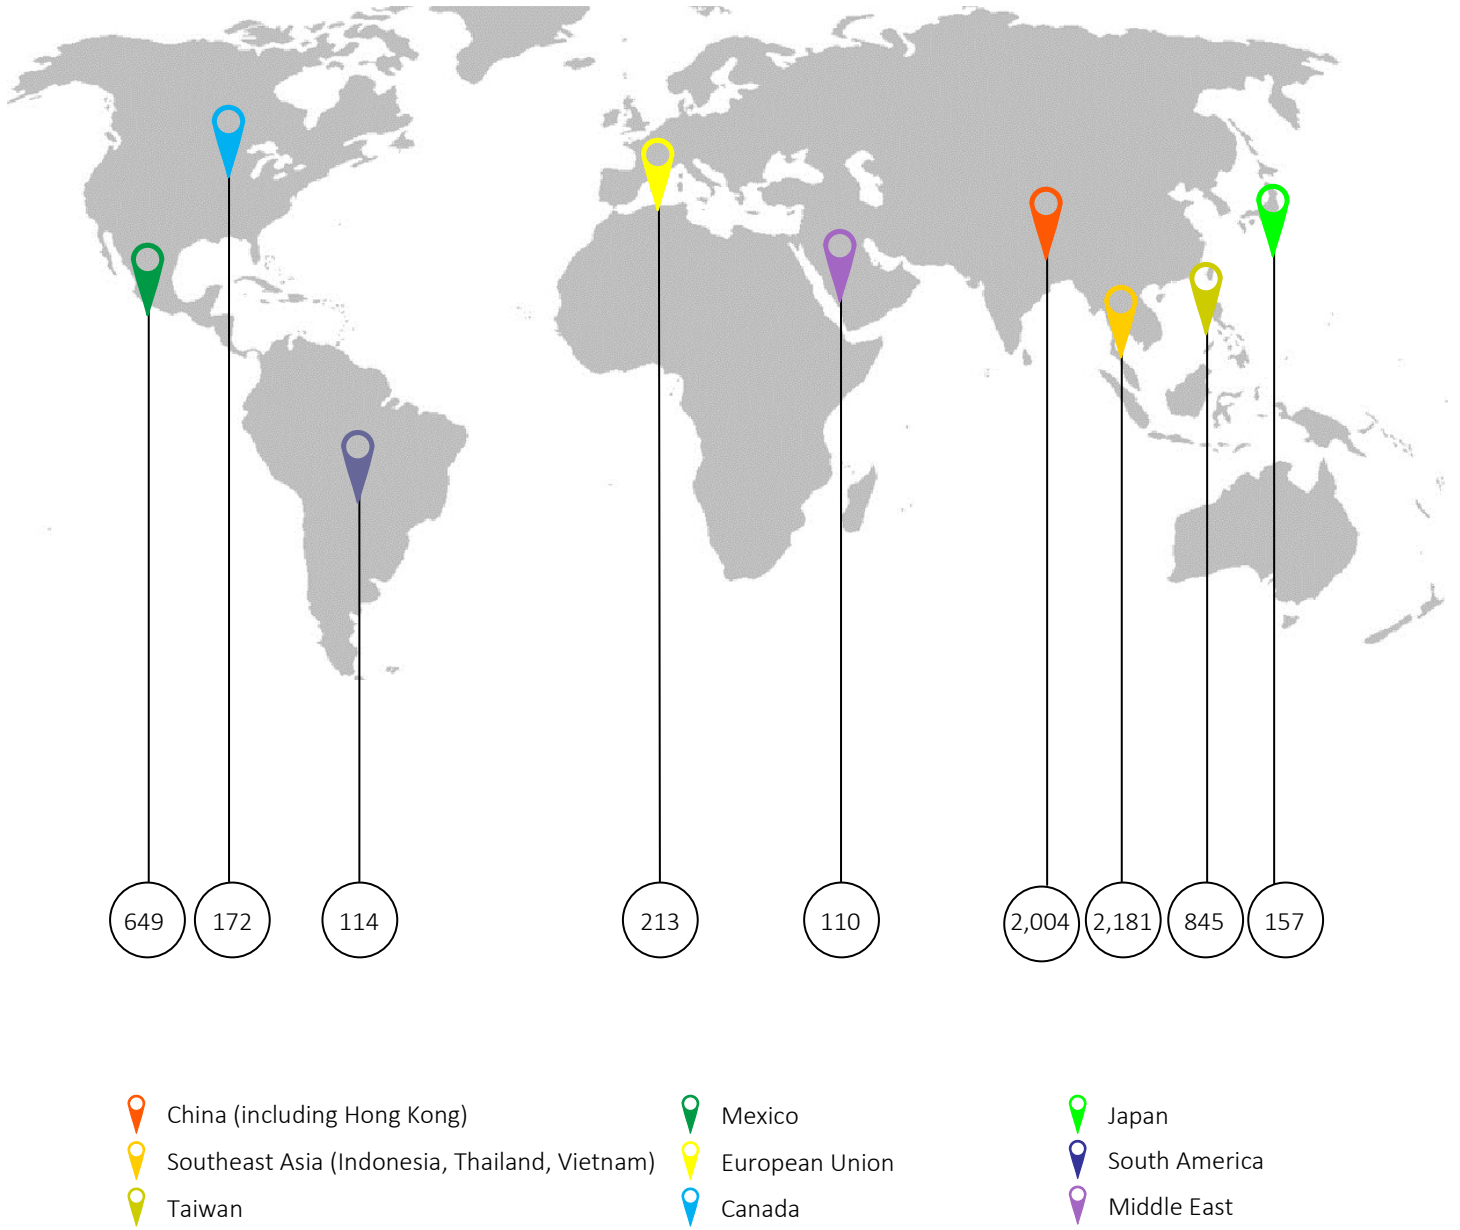 649
172
114
213
110
2,004
2,181
845
157
China (including Hong Kong)
Southeast Asia (Indonesia, Thailand, Vietnam)
Taiwan
Mexico
European Union
Canada
Japan
South America
Middle East